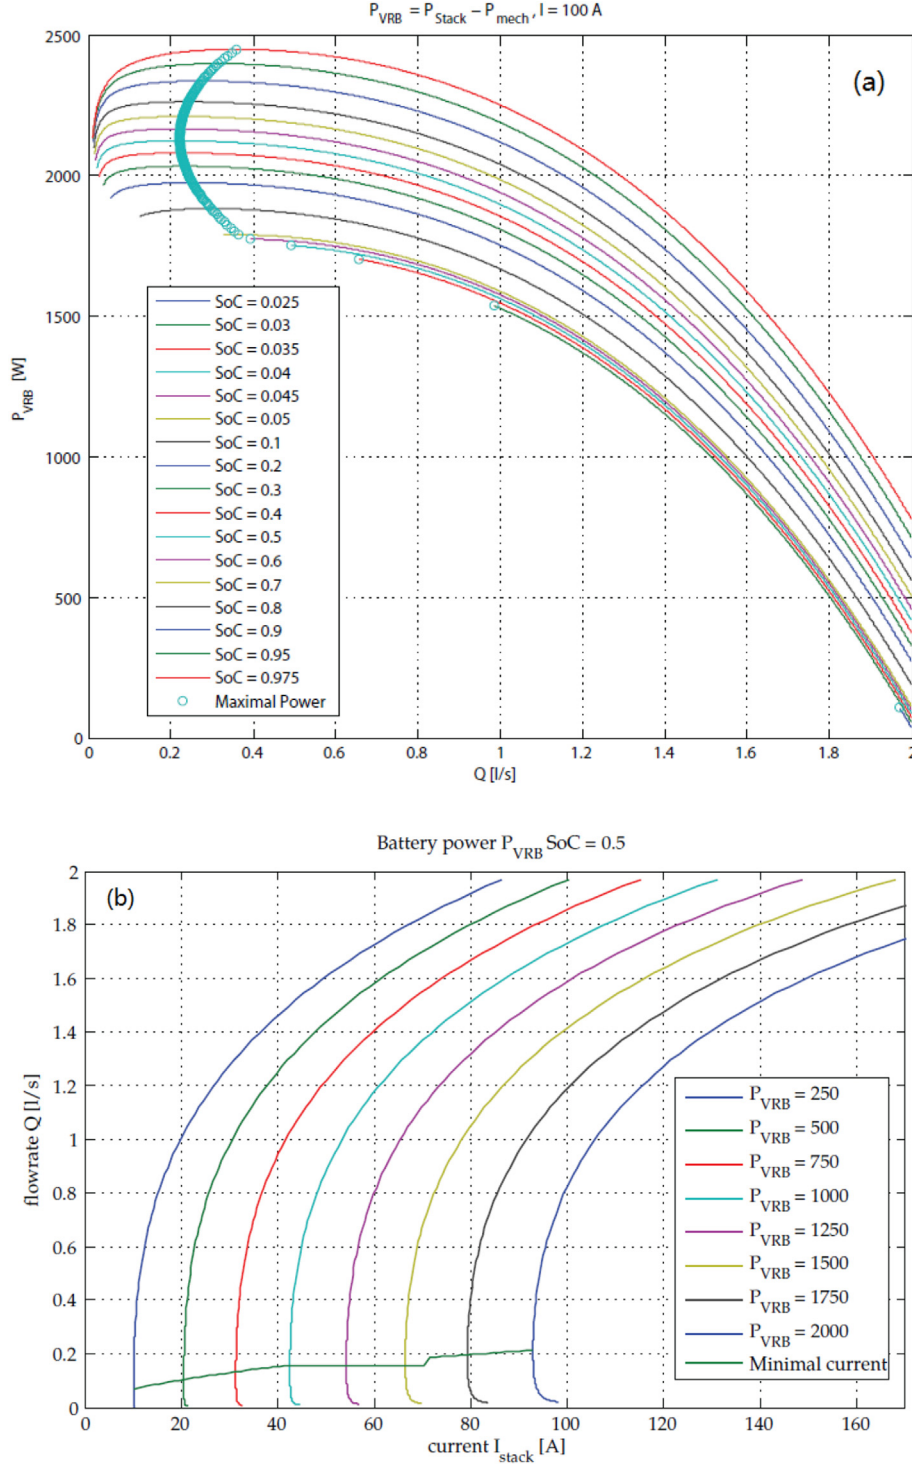 P_VRB = P_Stack − P_mech, I = 100 A
(a)
2500
2000
1500
1000
500
0
P_VRB [W]
SoC = 0.025
SoC = 0.03
SoC = 0.035
SoC = 0.04
SoC = 0.045
SoC = 0.05
SoC = 0.1
SoC = 0.2
SoC = 0.3
SoC = 0.4
SoC = 0.5
SoC = 0.6
SoC = 0.7
SoC = 0.8
SoC = 0.9
SoC = 0.95
SoC = 0.975
Maximal Power
0 0.2 0.4 0.6 0.8 1 1.2 1.4 1.6 1.8 2
Q [l/s]
Battery power P_VRB SoC = 0.5
(b)
2
1.8
1.6
1.4
1.2
1
0.8
0.6
0.4
0.2
0
flowrate Q [l/s]
P_VRB = 250
P_VRB = 500
P_VRB = 750
P_VRB = 1000
P_VRB = 1250
P_VRB = 1500
P_VRB = 1750
P_VRB = 2000
Minimal current
0 20 40 60 80 100 120 140 160
current I_stack [A]